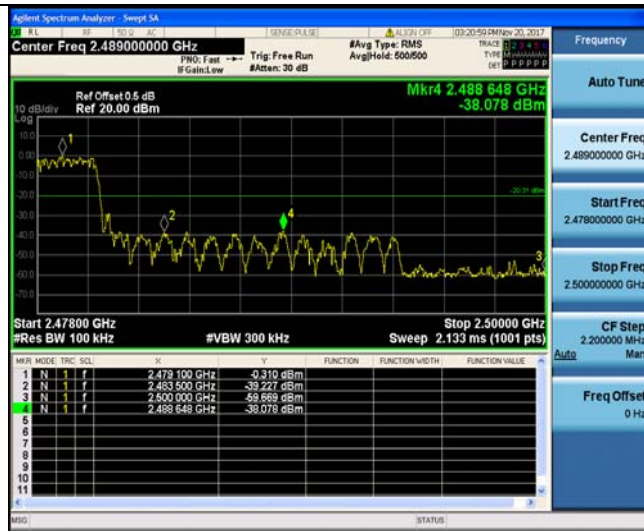 Agilent Spectrum Analyzer - Swept SA
RL RF 50 Ω AC SENSE:PULSE ALIGN OFF 03:20:59 PM Nov 20, 2017
Center Freq 2.489000000 GHz
PNO: Fast
IFGain:Low
Trig: Free Run
#Atten: 30 dB
#Avg Type: RMS
Avg|Hold: 500/500
TRACE 1 2 3 4 5 6
TYPE
DET P P P P P P
Ref Offset 0.5 dB
Ref 20.00 dBm
10 dB/div
Log
Mkr4 2.488 648 GHz
-38.078 dBm
10.0
0.00
-10.0
-20.0
-30.0
-40.0
-50.0
-60.0
-70.0
1
2
4
3
-20.31 dBm
Start 2.47800 GHz
Stop 2.50000 GHz
#Res BW 100 kHz
#VBW 300 kHz
Sweep 2.133 ms (1001 pts)
MKR MODE TRC SCL X Y FUNCTION FUNCTION WIDTH FUNCTION VALUE
1 N 1 f 2.479 100 GHz -0.310 dBm
2 N 1 f 2.483 500 GHz -39.227 dBm
3 N 1 f 2.500 000 GHz -59.669 dBm
4 N 1 f 2.488 648 GHz -38.078 dBm
5
6
7
8
9
10
11
MSG
STATUS
Frequency
Auto Tune
Center Freq
2.489000000 GHz
Start Freq
2.478000000 GHz
Stop Freq
2.500000000 GHz
CF Step
2.200000 MHz
Auto Man
Freq Offset
0 Hz